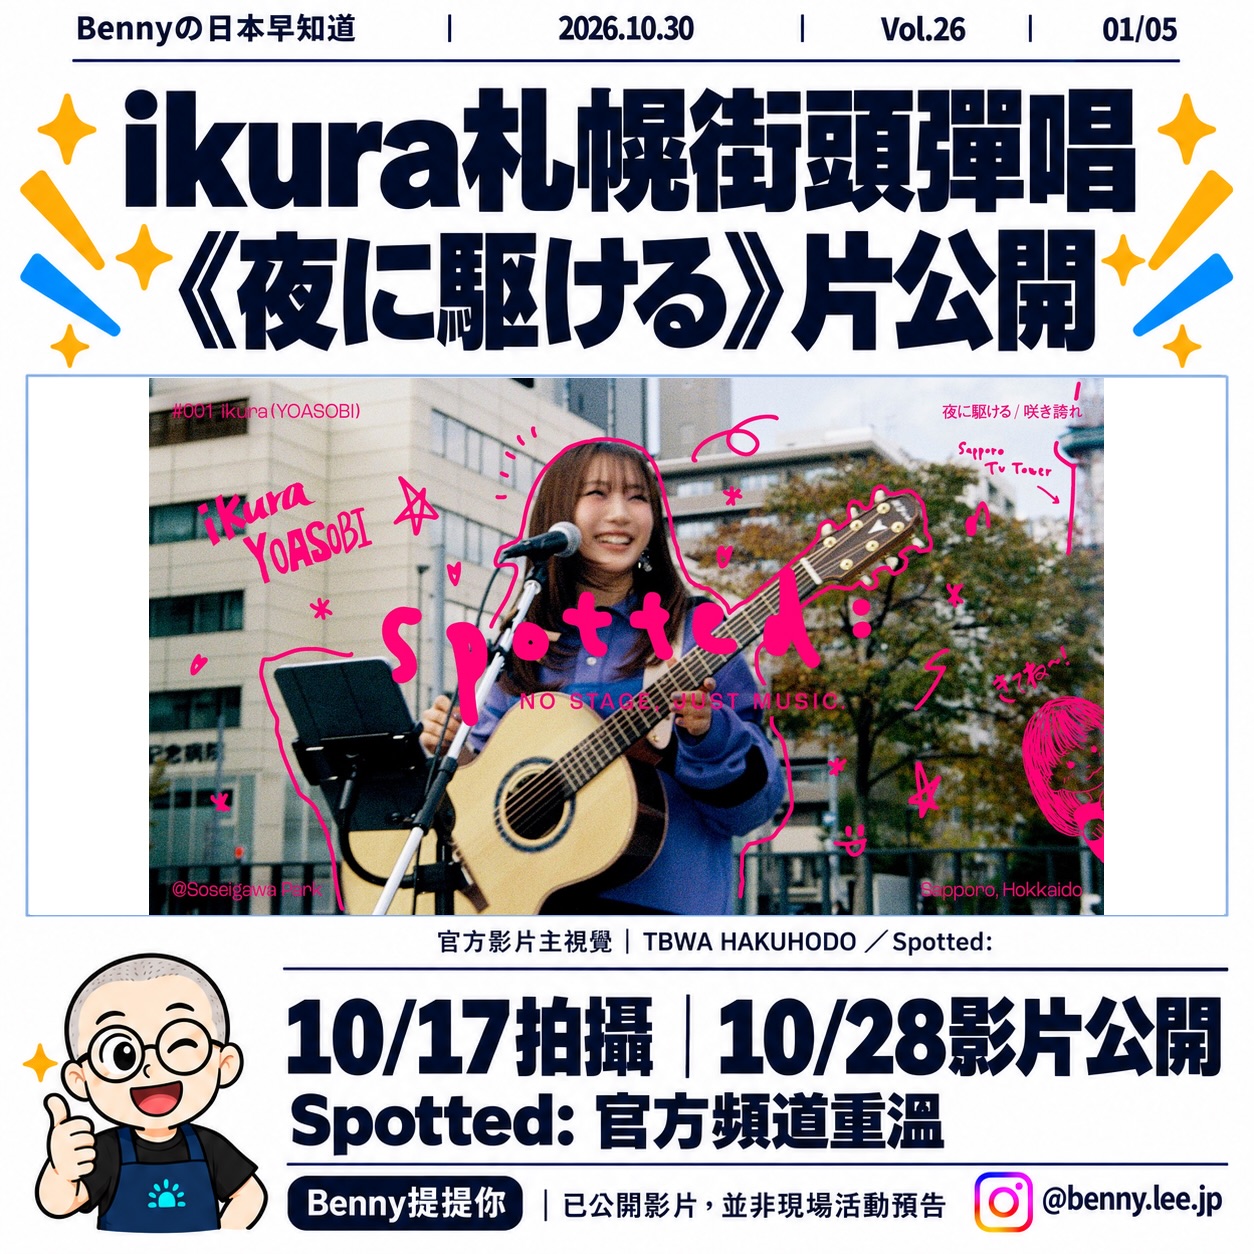 Bennyの日本早知道 | 2026.10.30 | Vol.26 | 01/05
ikura札幌街頭彈唱
《夜に駆ける》片公開
#001 ikura (YOASOBI)
夜に駆ける / 咲き誇れ
Sapporo
TV Tower
ikura
YOASOBI
spotted:
NO STAGE, JUST MUSIC.
きてね〜!
念病院
@Soseigawa Park
Sapporo, Hokkaido
官方影片主視覺｜TBWA HAKUHODO ／Spotted:
10/17拍攝｜10/28影片公開
Spotted: 官方頻道重溫
Benny提提你｜已公開影片，並非現場活動預告
@benny.lee.jp